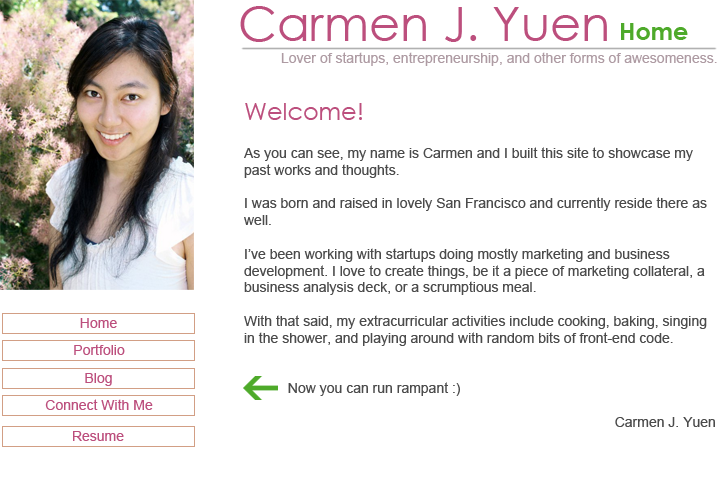 Carmen J. Yuen Home
Lover of startups, entrepreneurship, and other forms of awesomeness.
Welcome!
As you can see, my name is Carmen and I built this site to showcase my
past works and thoughts.
I was born and raised in lovely San Francisco and currently reside there as
well.
I've been working with startups doing mostly marketing and business
development. I love to create things, be it a piece of marketing collateral, a
business analysis deck, or a scrumptious meal.
With that said, my extracurricular activities include cooking, baking, singing
in the shower, and playing around with random bits of front-end code.
Now you can run rampant :)
Carmen J. Yuen
Home
Portfolio
Blog
Connect With Me
Resume